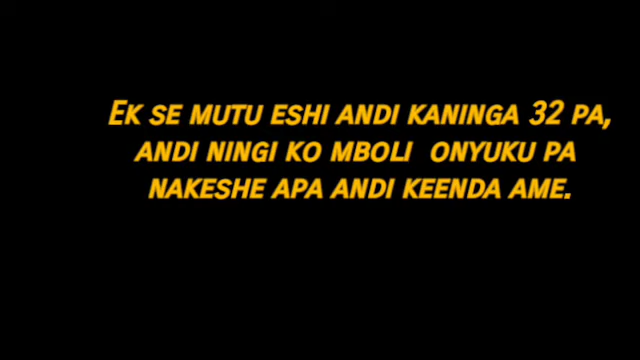 Ek se mutu eshi andi kaninga 32 pa,
andi ningi ko mboli onyuku pa
nakeshe apa andi keenda ame.